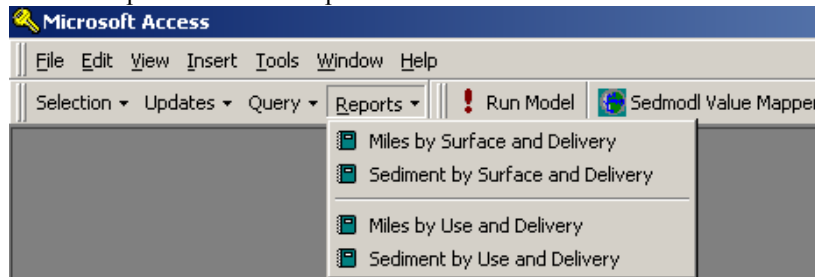 Microsoft Access
File Edit View Insert Tools Window Help
Selection Updates Query Reports Run Model Sedmodl Value Mapper
Miles by Surface and Delivery
Sediment by Surface and Delivery
Miles by Use and Delivery
Sediment by Use and Delivery